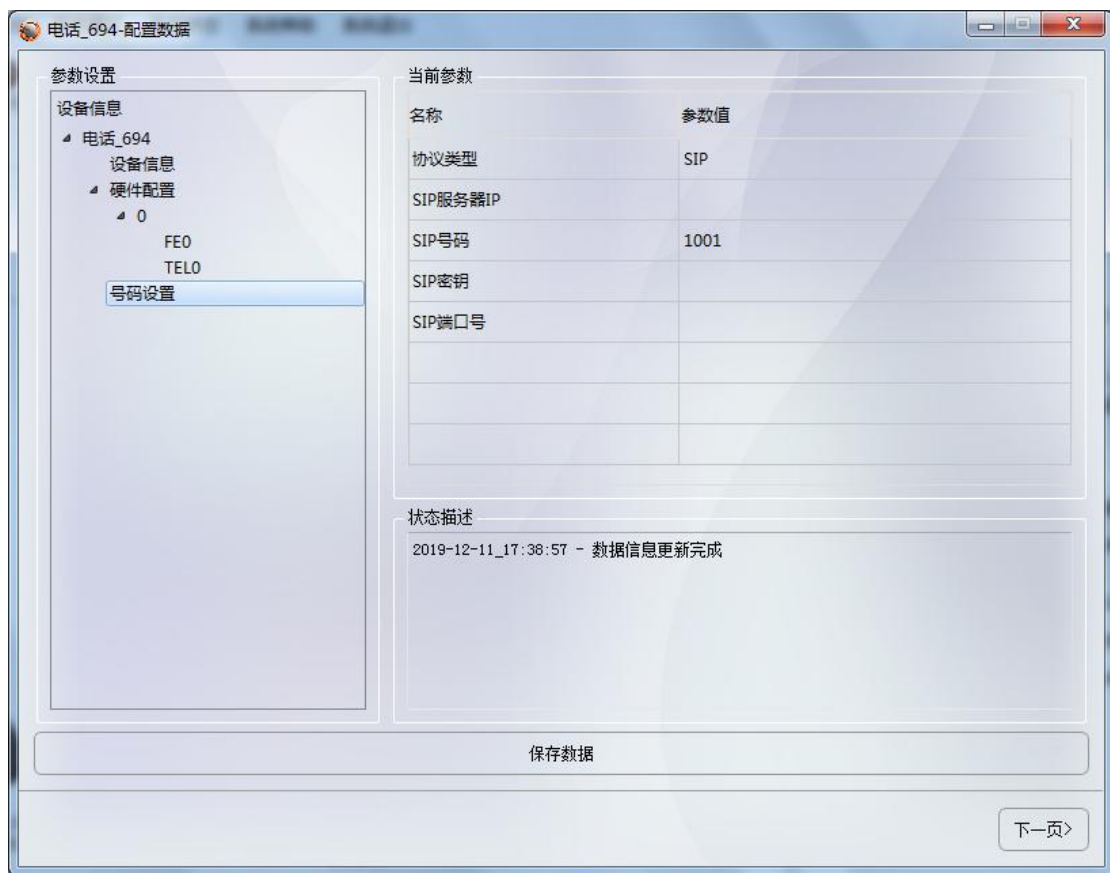 电话_694-配置数据
参数设置
设备信息
电话_694
设备信息
硬件配置
0
FE0
TEL0
号码设置
当前参数
名称 参数值
协议类型 SIP
SIP服务器IP
SIP号码 1001
SIP密钥
SIP端口号
状态描述
2019-12-11_17:38:57 - 数据信息更新完成
保存数据
下一页>